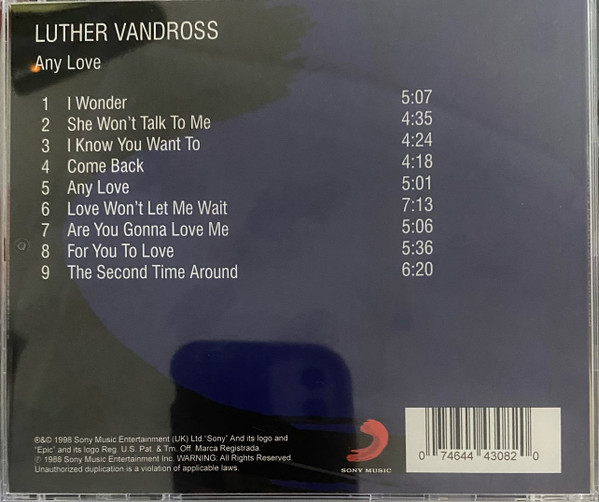 LUTHER VANDROSS
Any Love
1 I Wonder 5:07
2 She Won't Talk To Me 4:35
3 I Know You Want To 4:24
4 Come Back 4:18
5 Any Love 5:01
6 Love Won't Let Me Wait 7:13
7 Are You Gonna Love Me 5:06
8 For You To Love 5:36
9 The Second Time Around 6:20
®&© 1998 Sony Music Entertainment (UK) Ltd."Sony" And its logo and
"Epic" and its logo Reg. U.S. Pat. & Tm. Off. Marca Registrada.
℗ 1988 Sony Music Entertainment Inc. WARNING: All Rights Reserved.
Unauthorized duplication is a violation of applicable laws.
SONY MUSIC
0 74644 43082 0